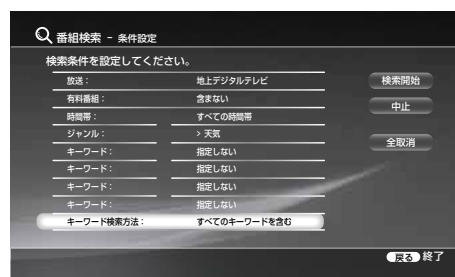 番組検索 - 条件設定
検索条件を設定してください。
放送： 地上デジタルテレビ
有料番組： 含まない
時間帯： すべての時間帯
ジャンル： > 天気
キーワード： 指定しない
キーワード： 指定しない
キーワード： 指定しない
キーワード： 指定しない
キーワード検索方法： すべてのキーワードを含む
検索開始
中止
全取消
戻る 終了